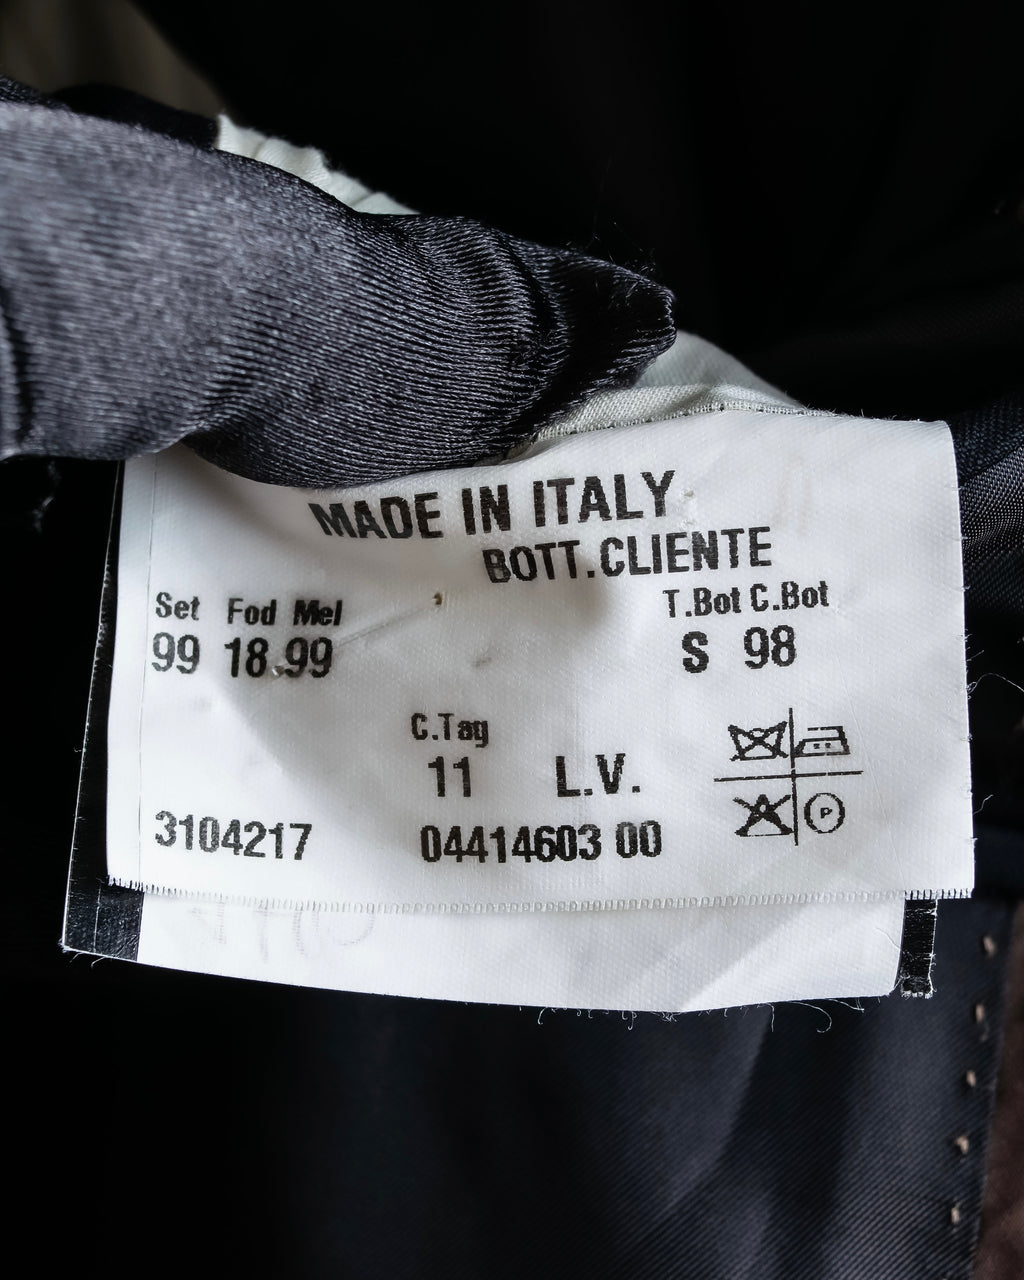 MADE IN ITALY
BOTT.CLIENTE
Set Fod Mel T.Bot C.Bot
99 18.99 S 98
C.Tag
11 L.V.
3104217 04414603 00
P